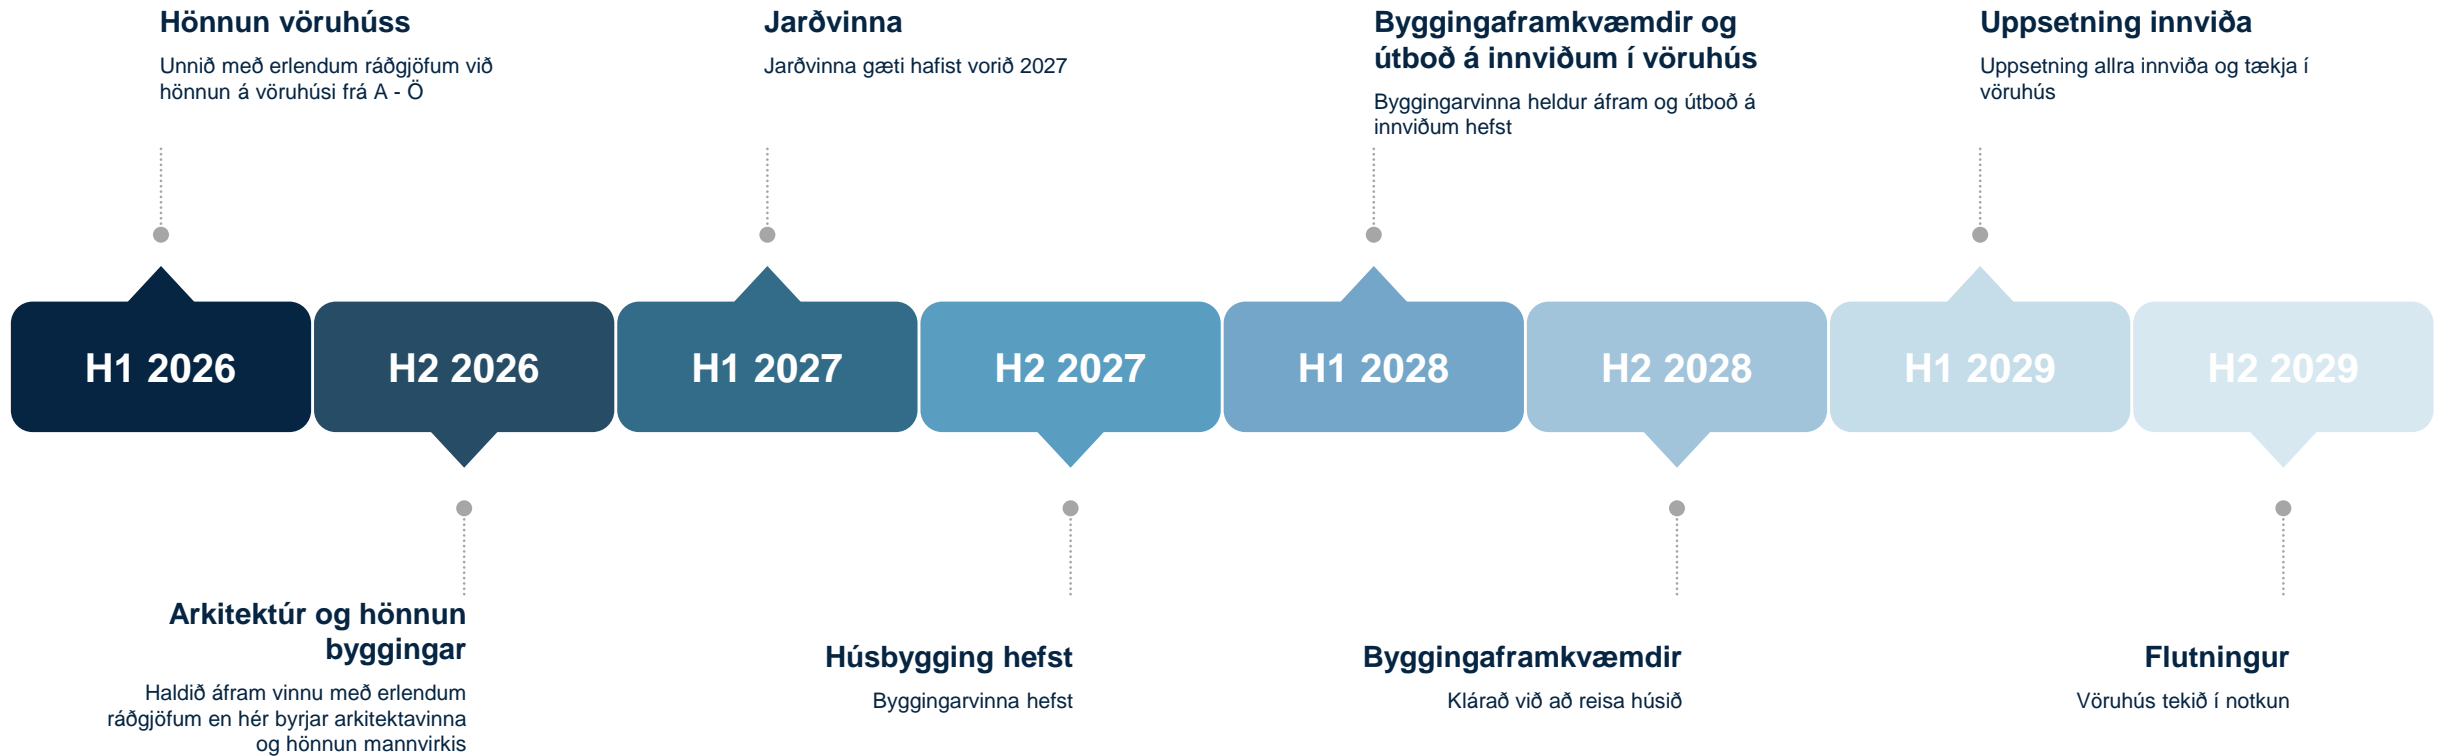 Hönnun vöruhúss
Unnið með erlendum ráðgjöfum við
hönnun á vöruhúsi frá A - Ö
Jarðvinna
Jarðvinna gæti hafist vorið 2027
Byggingaframkvæmdir og
útboð á innviðum í vöruhús
Byggingarvinna heldur áfram og útboð á
innviðum hefst
Uppsetning innviða
Uppsetning allra innviða og tækja í
vöruhús
H1 2026
H2 2026
H1 2027
H2 2027
H1 2028
H2 2028
H1 2029
H2 2029
Arkitektúr og hönnun
byggingar
Haldið áfram vinnu með erlendum
ráðgjöfum en hér byrjar arkitektavinna
og hönnun mannvirkis
Húsbygging hefst
Byggingarvinna hefst
Byggingaframkvæmdir
Klárað við að reisa húsið
Flutningur
Vöruhús tekið í notkun